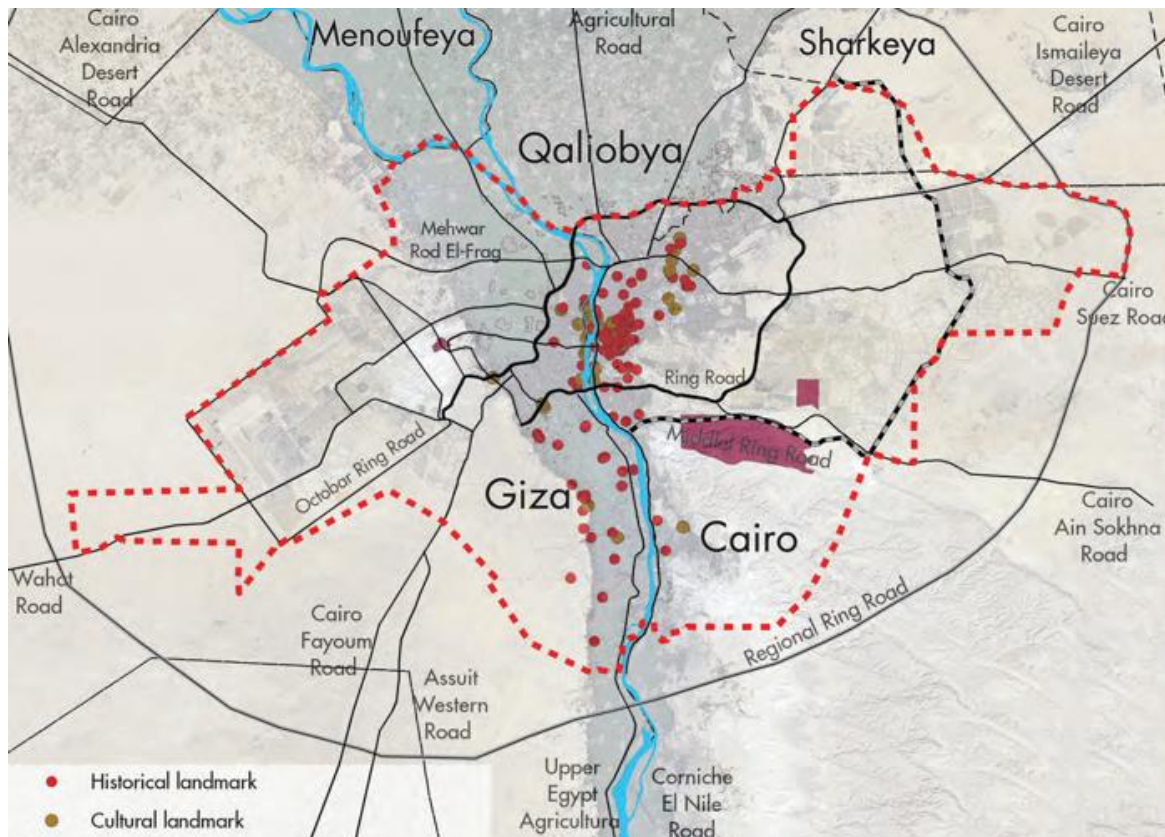 Cairo
Alexandria
Desert
Road
Menoufeya
Agricultural
Road
Sharkeya
Cairo
Ismaileya
Desert
Road
Qaliobya
Mehwar
Rod El-Frag
Cairo
Suez Road
Ring Road
Middler Ring Road
Octobar Ring Road
Giza
Cairo
Cairo
Ain Sokhna
Road
Wahat
Road
Cairo
Fayoum
Road
Regional Ring Road
Assuit
Western
Road
Upper
Egypt
Agricultura
Corniche
El Nile
Road
Historical landmark
Cultural landmark